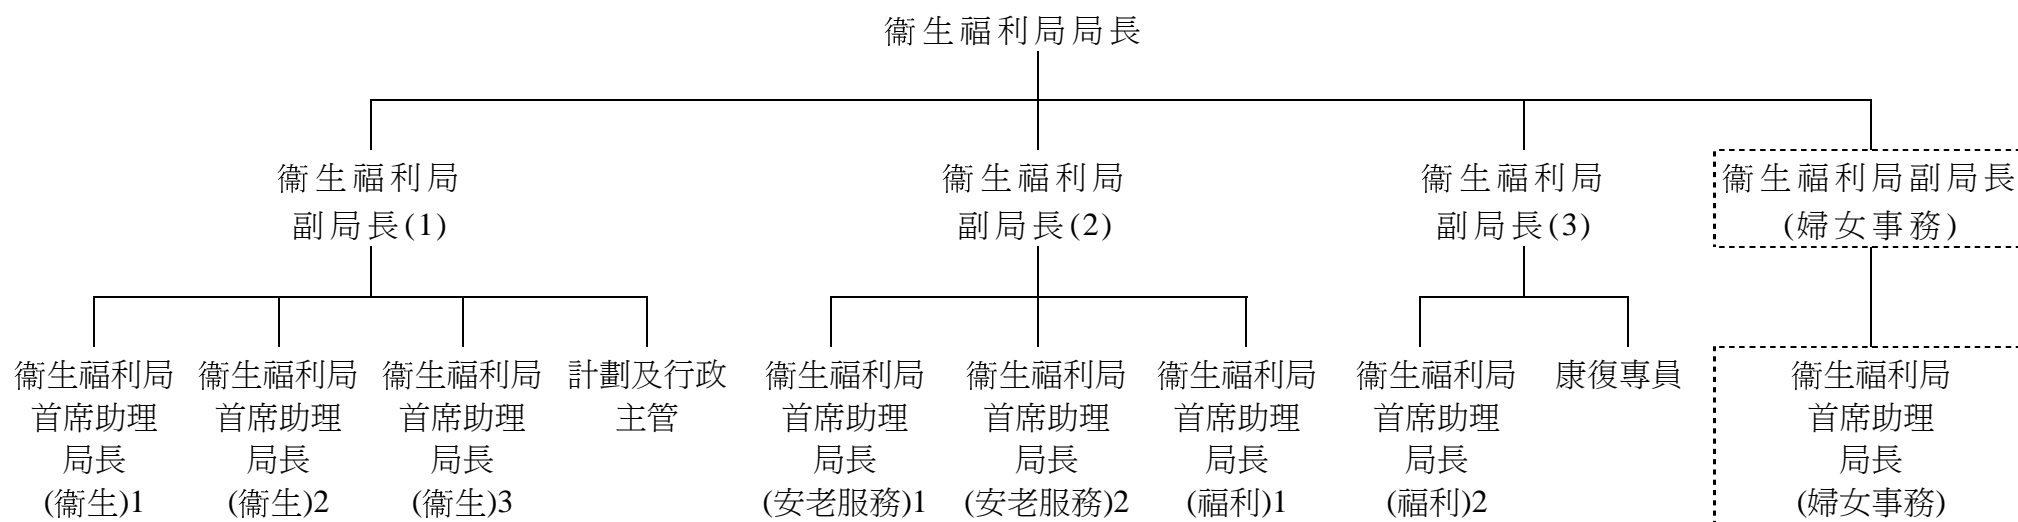 衞生福利局局長
衞生福利局
副局長(1)
衞生福利局
副局長(2)
衞生福利局
副局長(3)
衞生福利局副局長
(婦女事務)
衞生福利局
首席助理
局長
(衞生)1
衞生福利局
首席助理
局長
(衞生)2
衞生福利局
首席助理
局長
(衞生)3
計劃及行政
主管
衞生福利局
首席助理
局長
(安老服務)1
衞生福利局
首席助理
局長
(安老服務)2
衞生福利局
首席助理
局長
(福利)1
衞生福利局
首席助理
局長
(福利)2
康復專員
衞生福利局
首席助理
局長
(婦女事務)